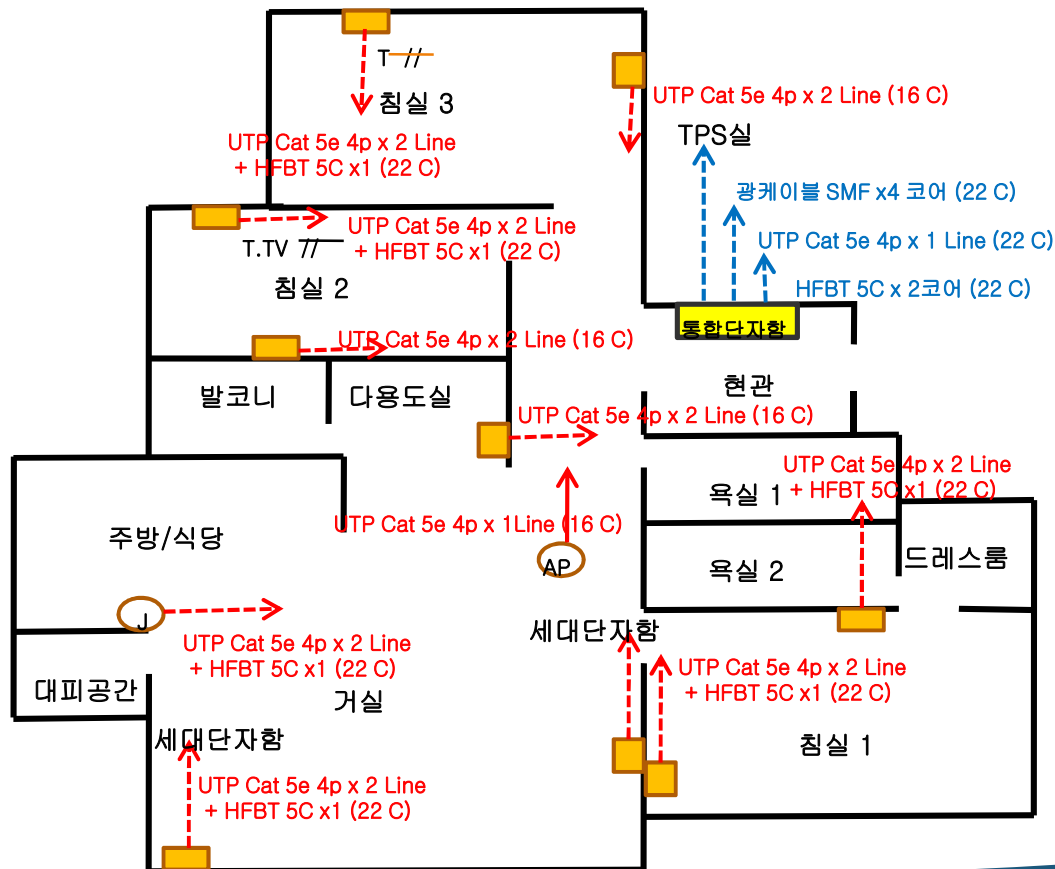 T //
침실 3
UTP Cat 5e 4p x 2 Line (16 C)
TPS실
UTP Cat 5e 4p x 2 Line
+ HFBT 5C x1 (22 C)
광케이블 SMF x4 코어 (22 C)
UTP Cat 5e 4p x 2 Line
+ HFBT 5C x1 (22 C)
T.TV //
UTP Cat 5e 4p x 1 Line (22 C)
침실 2
HFBT 5C x 2코어 (22 C)
통합단자함
UTP Cat 5e 4p x 2 Line (16 C)
현관
발코니
다용도실
UTP Cat 5e 4p x 2 Line (16 C)
UTP Cat 5e 4p x 2 Line
+ HFBT 5C x1 (22 C)
욕실 1
UTP Cat 5e 4p x 1Line (16 C)
주방/식당
드레스룸
AP
욕실 2
J
세대단자함
UTP Cat 5e 4p x 2 Line
+ HFBT 5C x1 (22 C)
UTP Cat 5e 4p x 2 Line
+ HFBT 5C x1 (22 C)
대피공간
거실
세대단자함
침실 1
UTP Cat 5e 4p x 2 Line
+ HFBT 5C x1 (22 C)